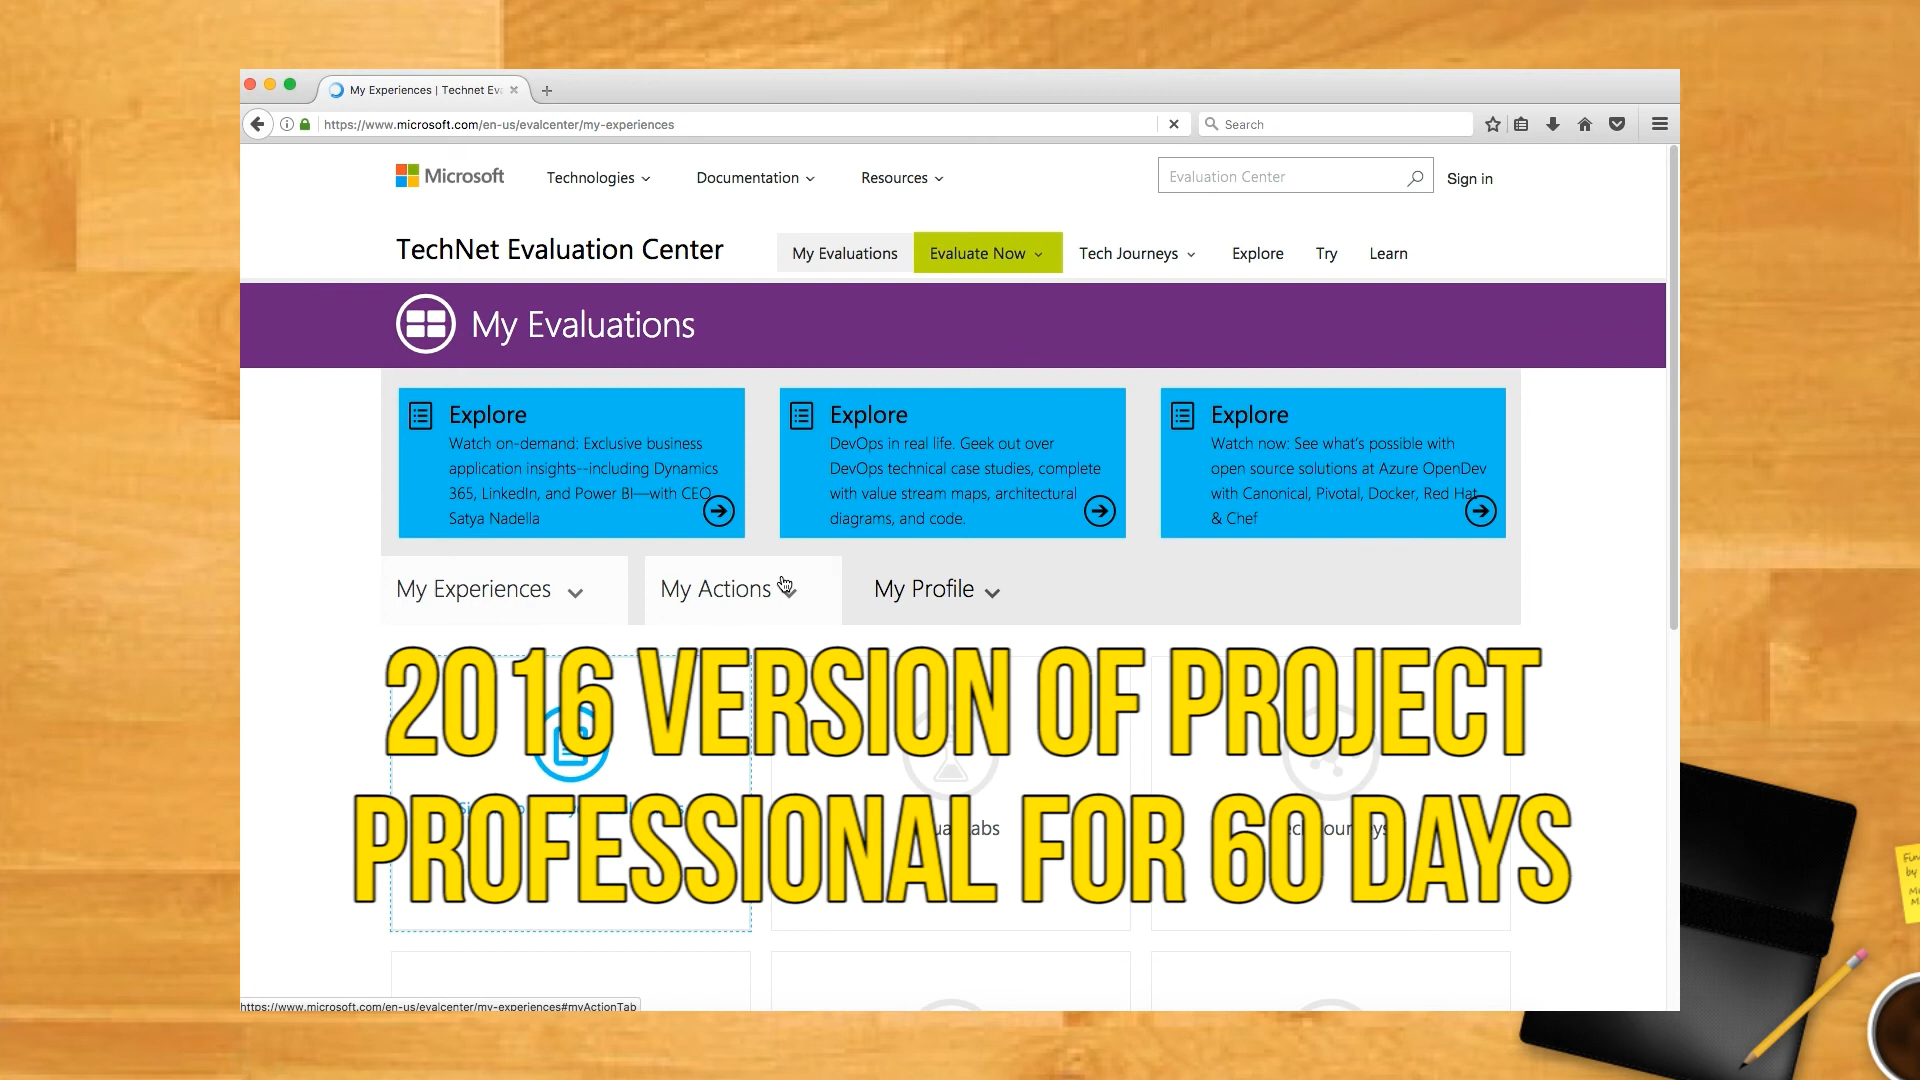 My Experiences | Technet Ev
https://www.microsoft.com/en-us/evalcenter/my-experiences
Search
Microsoft
Technologies
Documentation
Resources
Evaluation Center
Sign in
TechNet Evaluation Center
My Evaluations
Evaluate Now
Tech Journeys
Explore
Try
Learn
My Evaluations
Explore
Watch on-demand: Exclusive business
application insights--including Dynamics
365, LinkedIn, and Power BI—with CEO
Satya Nadella
Explore
DevOps in real life. Geek out over
DevOps technical case studies, complete
with value stream maps, architectural
diagrams, and code.
Explore
Watch now: See what's possible with
open source solutions at Azure OpenDev
with Canonical, Pivotal, Docker, Red Hat
& Chef
My Experiences
My Actions
My Profile
2016 VERSION OF PROJECT
PROFESSIONAL FOR 60 DAYS
https://www.microsoft.com/en-us/evalcenter/my-experiences#myActionTab